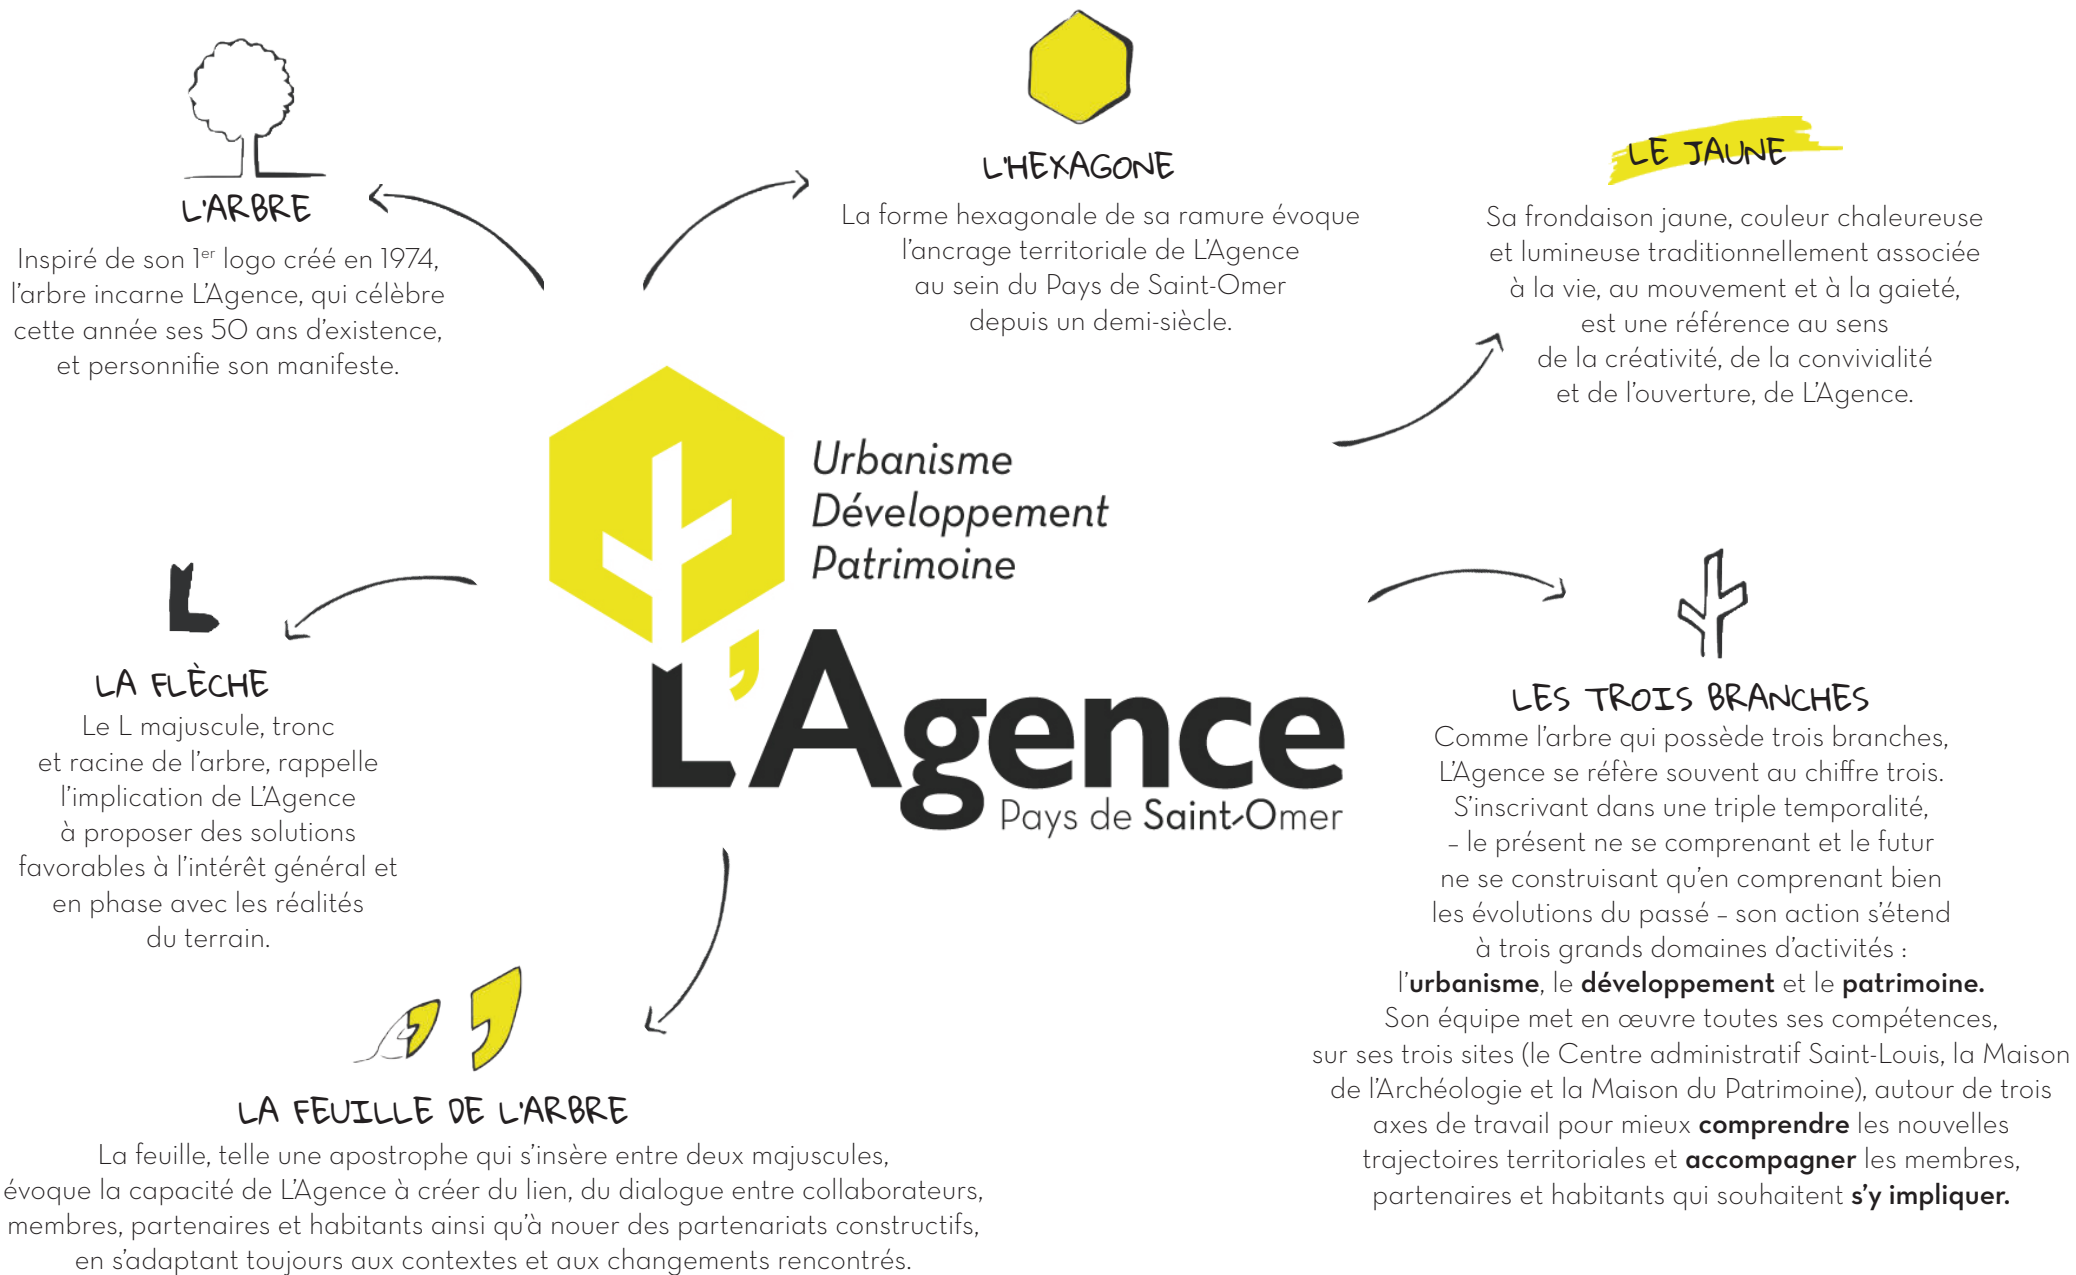 L'ARBRE
Inspiré de son 1er logo créé en 1974,
l'arbre incarne L'Agence, qui célèbre
cette année ses 50 ans d'existence,
et personnifie son manifeste.
L'HEXAGONE
La forme hexagonale de sa ramure évoque
l'ancrage territoriale de L'Agence
au sein du Pays de Saint-Omer
depuis un demi-siècle.
LE JAUNE
Sa frondaison jaune, couleur chaleureuse
et lumineuse traditionnellement associée
à la vie, au mouvement et à la gaieté,
est une référence au sens
de la créativité, de la convivialité
et de l'ouverture, de L'Agence.
Urbanisme
Développement
Patrimoine
L'Agence
Pays de Saint-Omer
LA FLÈCHE
Le L majuscule, tronc
et racine de l'arbre, rappelle
l'implication de L'Agence
à proposer des solutions
favorables à l'intérêt général et
en phase avec les réalités
du terrain.
LES TROIS BRANCHES
Comme l'arbre qui possède trois branches,
L'Agence se réfère souvent au chiffre trois.
S'inscrivant dans une triple temporalité,
– le présent ne se comprenant et le futur
ne se construisant qu'en comprenant bien
les évolutions du passé – son action s'étend
à trois grands domaines d'activités :
l'urbanisme, le développement et le patrimoine.
Son équipe met en œuvre toutes ses compétences,
sur ses trois sites (le Centre administratif Saint-Louis, la Maison
de l'Archéologie et la Maison du Patrimoine), autour de trois
axes de travail pour mieux comprendre les nouvelles
trajectoires territoriales et accompagner les membres,
partenaires et habitants qui souhaitent s'y impliquer.
LA FEUILLE DE L'ARBRE
La feuille, telle une apostrophe qui s'insère entre deux majuscules,
évoque la capacité de L'Agence à créer du lien, du dialogue entre collaborateurs,
membres, partenaires et habitants ainsi qu'à nouer des partenariats constructifs,
en s'adaptant toujours aux contextes et aux changements rencontrés.